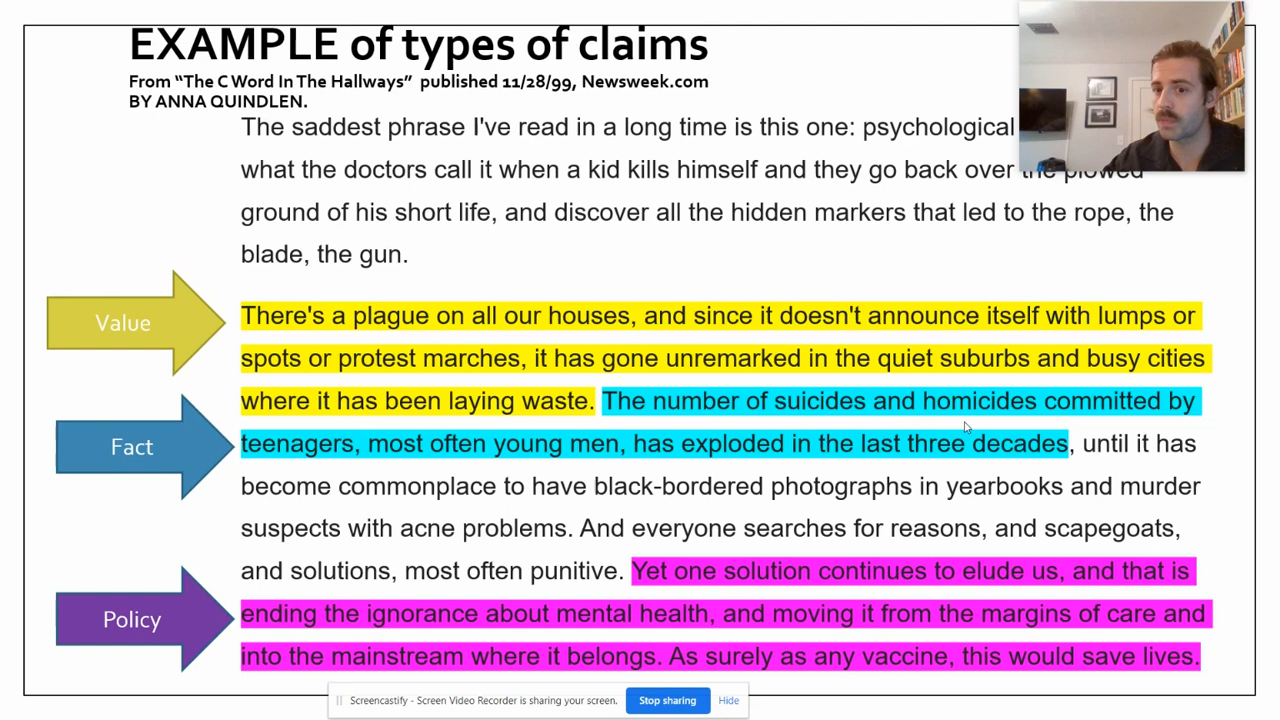 EXAMPLE of types of claims
From “The C Word In The Hallways”  published 11/28/99, Newsweek.com
BY ANNA QUINDLEN.
The saddest phrase I've read in a long time is this one: psychological
what the doctors call it when a kid kills himself and they go back over the plowed
ground of his short life, and discover all the hidden markers that led to the rope, the
blade, the gun.
Value
There's a plague on all our houses, and since it doesn't announce itself with lumps or
spots or protest marches, it has gone unremarked in the quiet suburbs and busy cities
where it has been laying waste. The number of suicides and homicides committed by
Fact
teenagers, most often young men, has exploded in the last three decades, until it has
become commonplace to have black-bordered photographs in yearbooks and murder
suspects with acne problems. And everyone searches for reasons, and scapegoats,
and solutions, most often punitive. Yet one solution continues to elude us, and that is
Policy
ending the ignorance about mental health, and moving it from the margins of care and
into the mainstream where it belongs. As surely as any vaccine, this would save lives.
Screencastify - Screen Video Recorder is sharing your screen.
Stop sharing
Hide